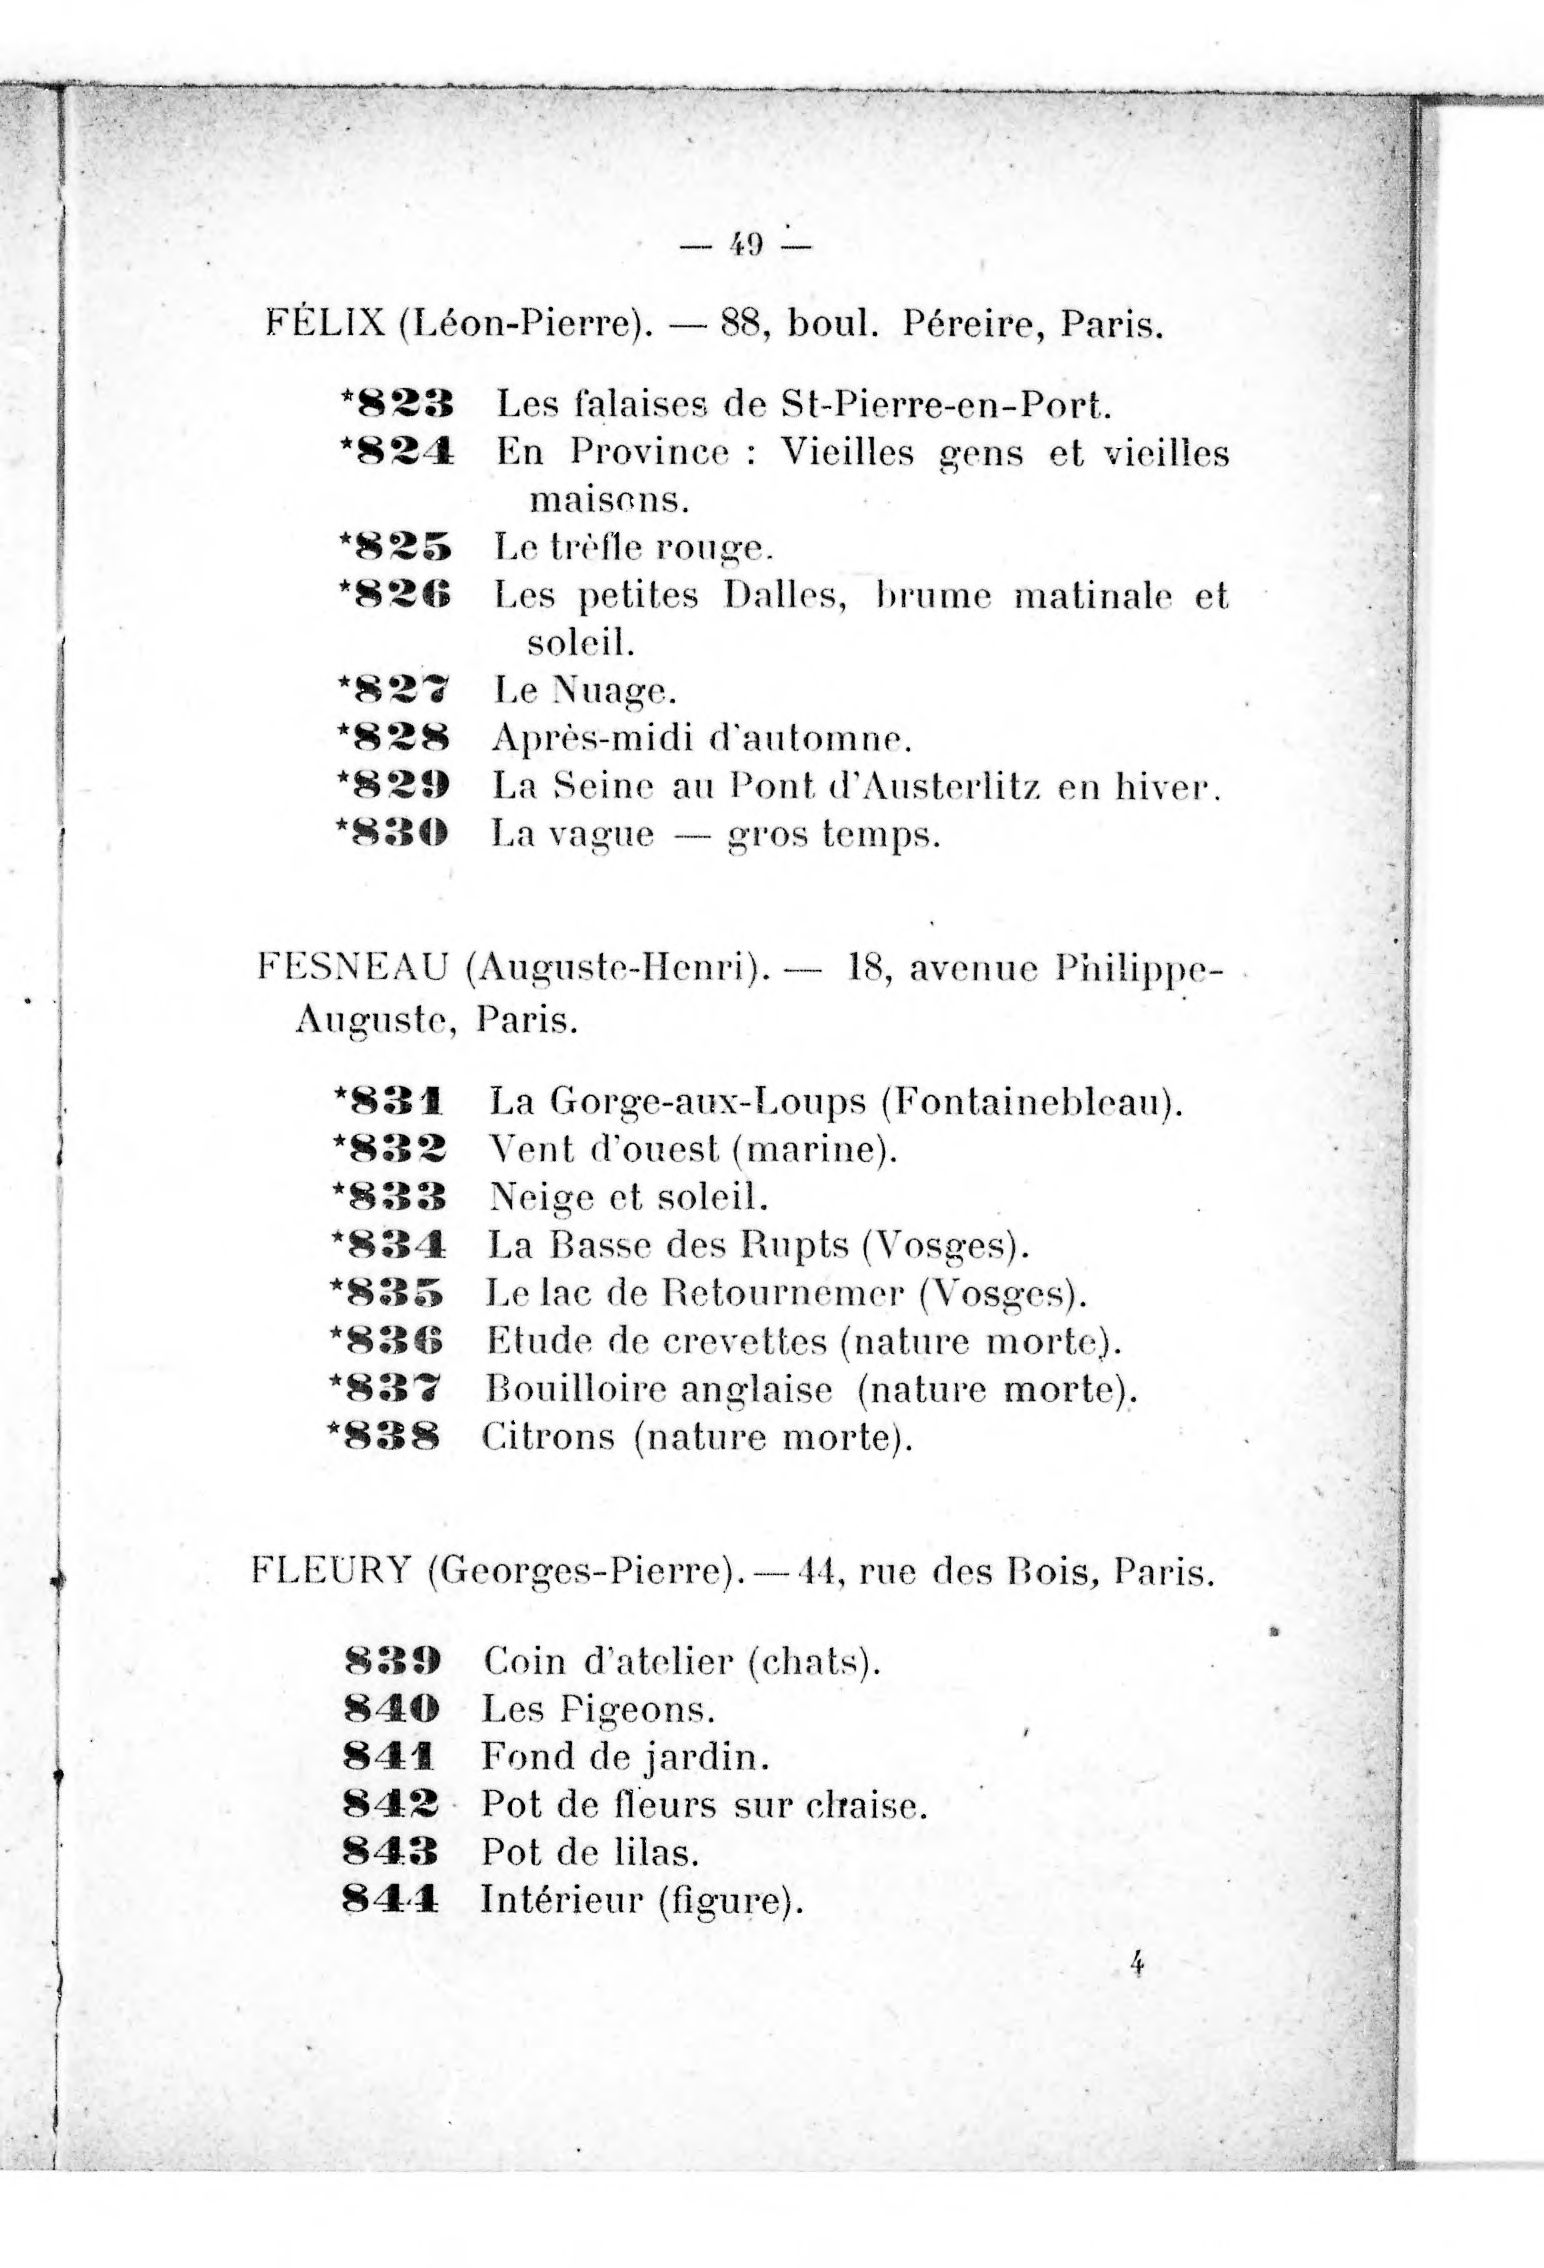 — 49 —
FÉLIX (Léon-Pierre). — 88, boul. Péreire, Paris.
*823 Les falaises de St-Pierre-en-Port.
*824 En Province : Vieilles gens et vieilles
maisons.
*825 Le trèfle rouge.
*826 Les petites Dalles, brume matinale et
soleil.
*827 Le Nuage.
*828 Après-midi d'automne.
*829 La Seine au Pont d'Austerlitz en hiver.
*830 La vague — gros temps.
FESNEAU (Auguste-Henri). — 18, avenue Philippe-
Auguste, Paris.
*831 La Gorge-aux-Loups (Fontainebleau).
*832 Vent d'ouest (marine).
*833 Neige et soleil.
*834 La Basse des Rupts (Vosges).
*835 Le lac de Retournemer (Vosges).
*836 Etude de crevettes (nature morte).
*837 Bouilloire anglaise (nature morte).
*838 Citrons (nature morte).
FLEURY (Georges-Pierre). — 44, rue des Bois, Paris.
839 Coin d'atelier (chats).
840 Les Pigeons.
841 Fond de jardin.
842 Pot de fleurs sur chaise.
843 Pot de lilas.
844 Intérieur (figure).
4